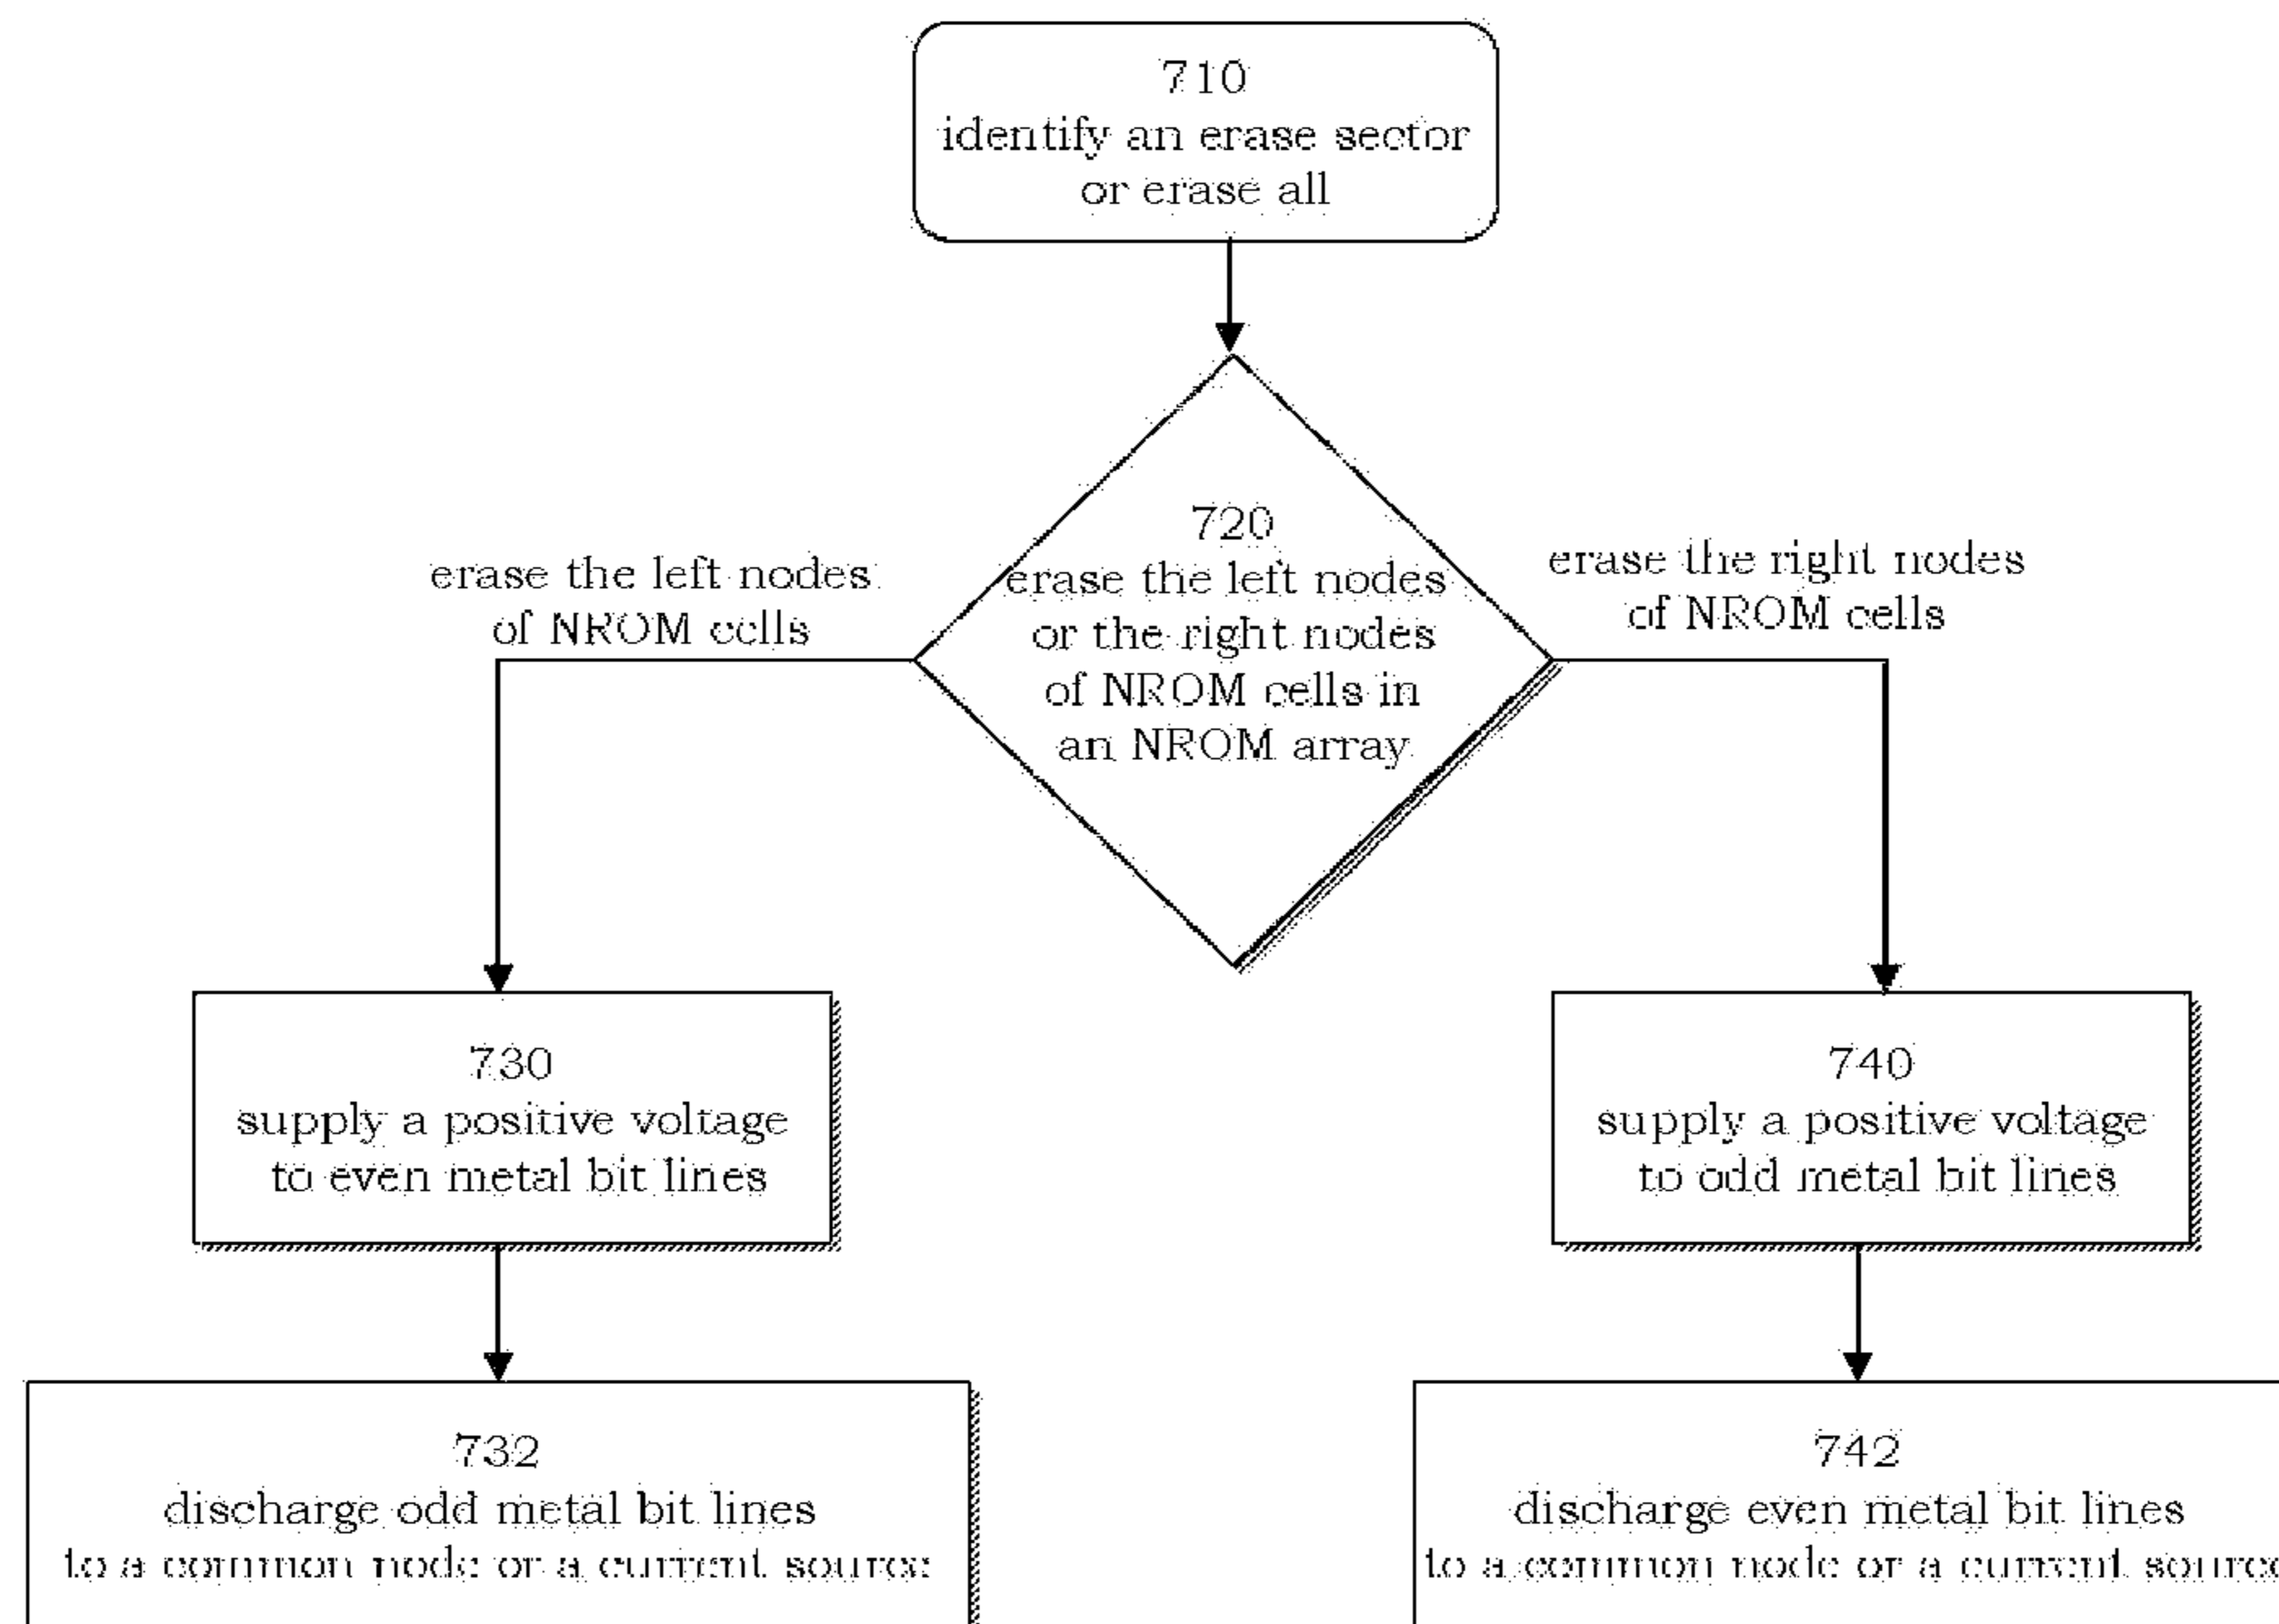 710
identify an erase sector
or erase all
720
erase the left nodes
or the right nodes
of NROM cells in
an NROM array
erase the left nodes
of NROM cells
erase the right nodes
of NROM cells
730
supply a positive voltage
to even metal bit lines
740
supply a positive voltage
to odd metal bit lines
732
discharge odd metal bit lines
to a common node or a current source
742
discharge even metal bit lines
to a common node or a current sourc